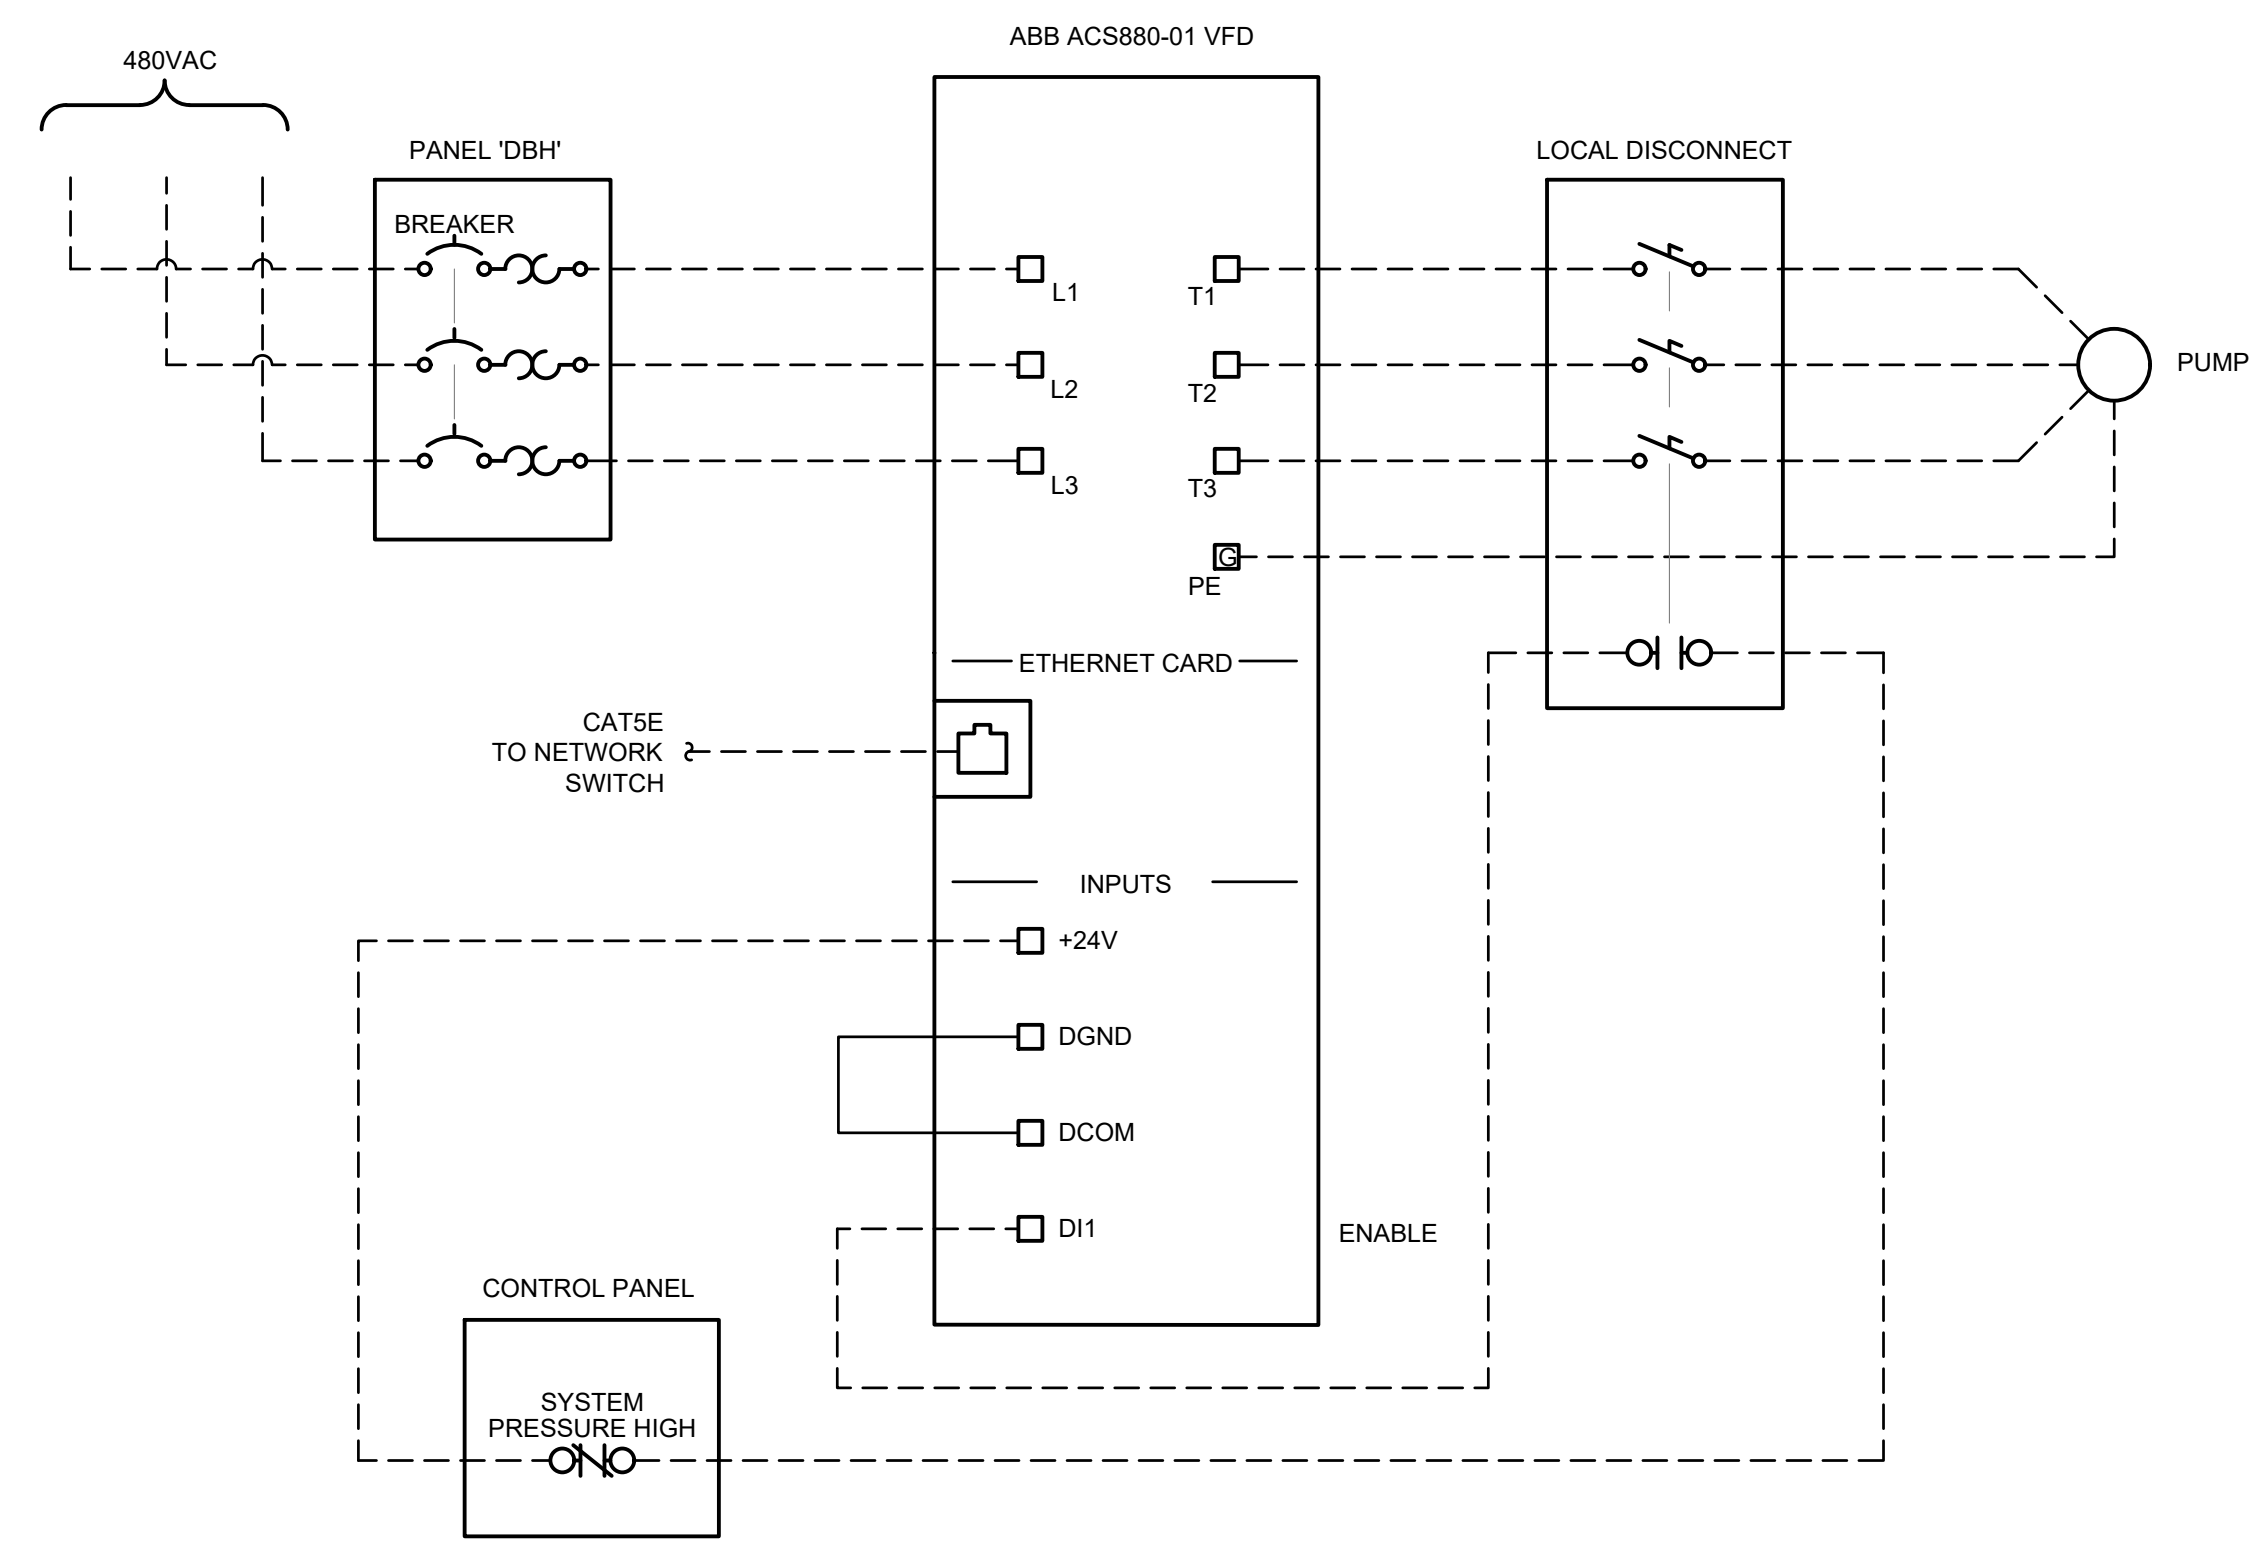 ABB ACS880-01 VFD
480VAC
PANEL 'DBH'
LOCAL DISCONNECT
BREAKER
L1
T1
L2
T2
PUMP
L3
T3
G
PE
ETHERNET CARD
CAT5E
TO NETWORK
SWITCH
INPUTS
+24V
DGND
DCOM
DI1
ENABLE
CONTROL PANEL
SYSTEM
PRESSURE HIGH